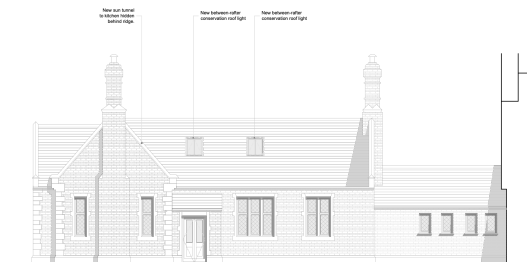 New sun tunnel
to kitchen hidden
behind ridge.
New between-rafter
conservation roof light
New between-rafter
conservation roof light